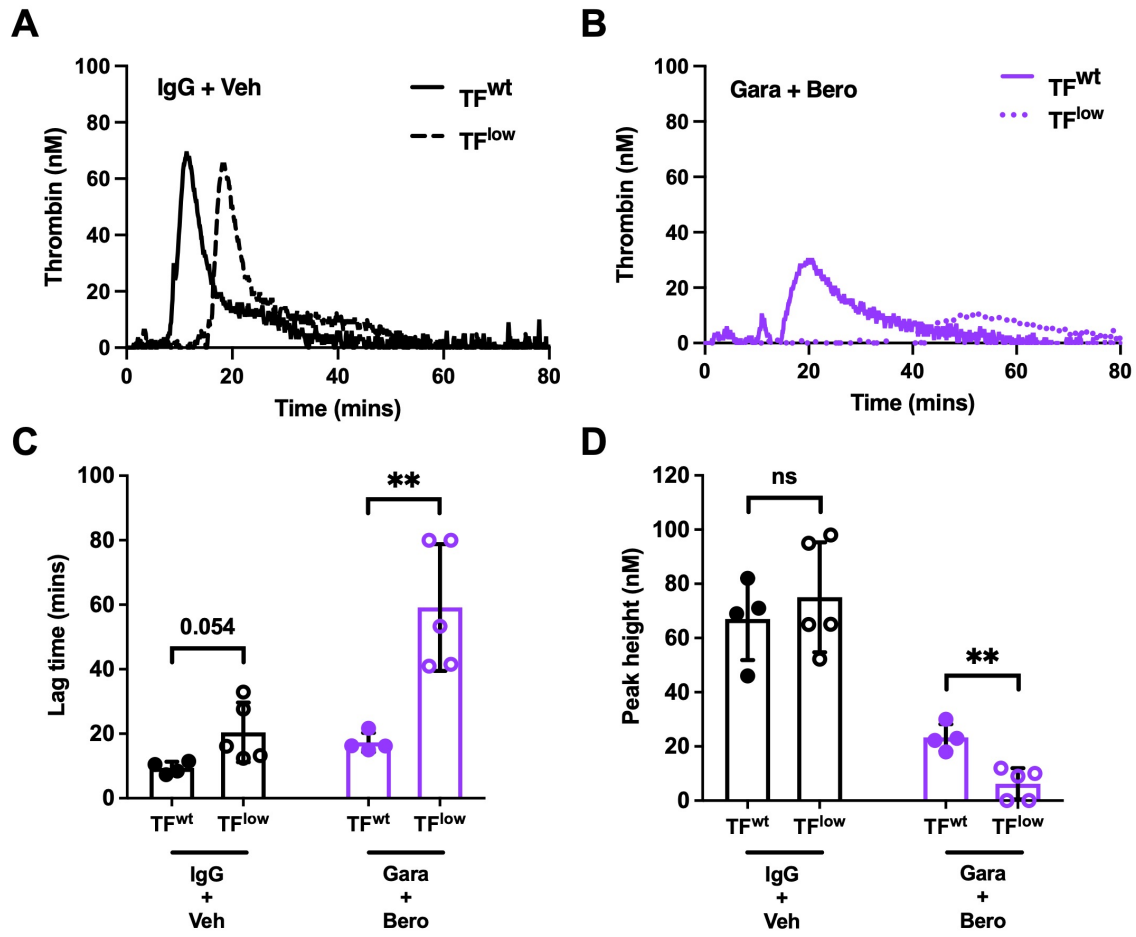 A
IgG + Veh
TFwt
TFlow
Thrombin (nM)
100
80
60
40
20
0
0 20 40 60 80
Time (mins)
B
Gara + Bero
TFwt
TFlow
Thrombin (nM)
100
80
60
40
20
0
0 20 40 60 80
Time (mins)
C
Lag time (mins)
100
80
60
40
20
0
0.054
**
TFwt TFlow TFwt TFlow
IgG Gara
+ +
Veh Bero
D
Peak height (nM)
120
100
80
60
40
20
0
ns
**
TFwt TFlow TFwt TFlow
IgG Gara
+ +
Veh Bero